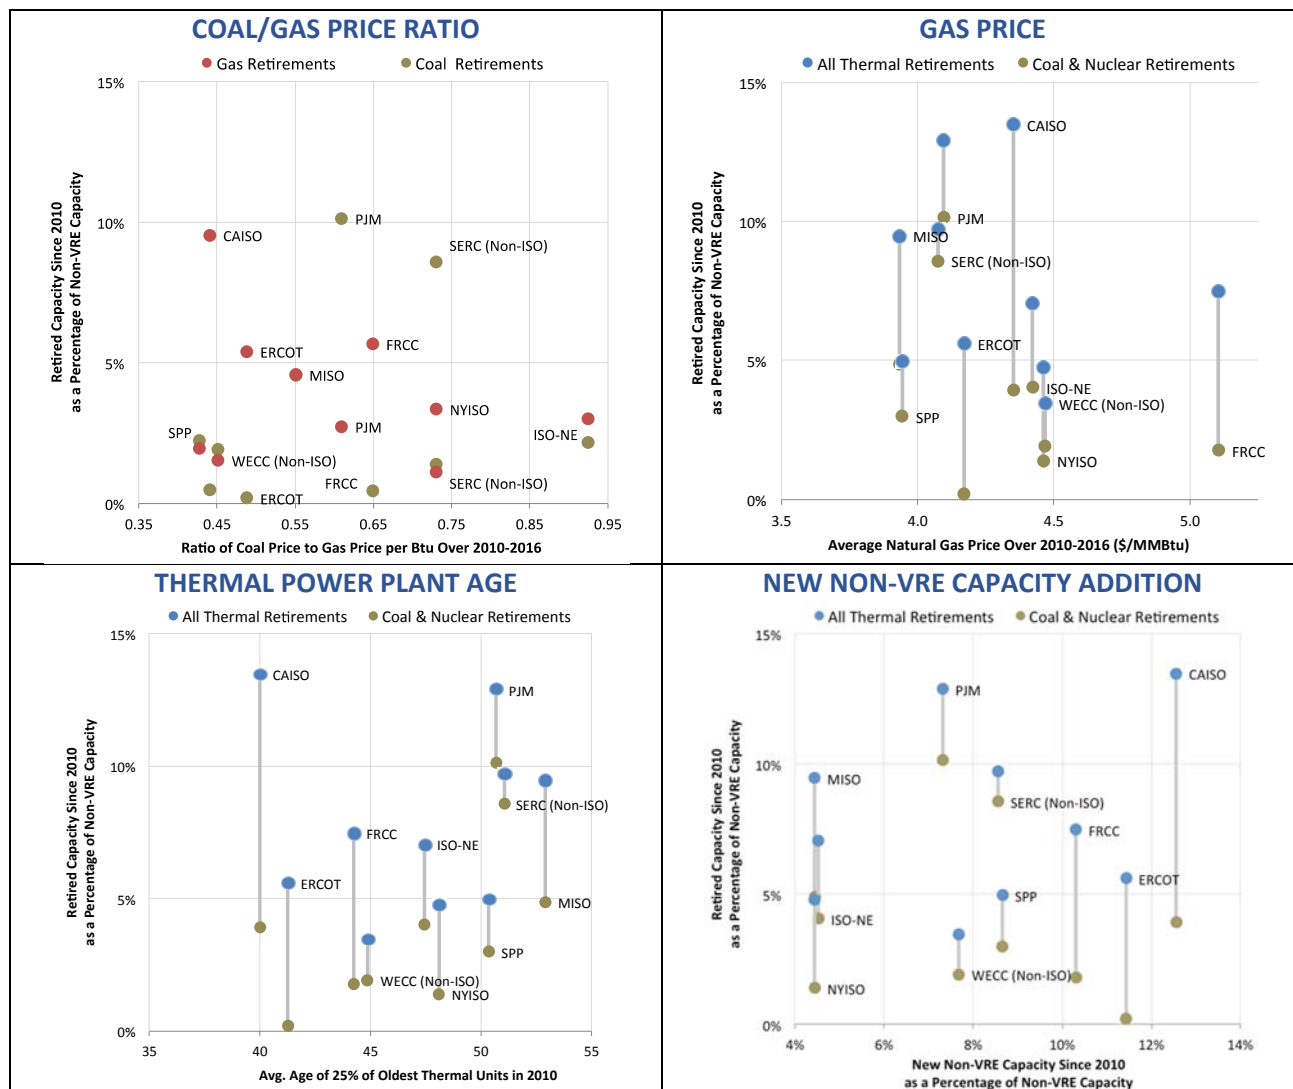 COAL/GAS PRICE RATIO
Gas Retirements
Coal Retirements
Retired Capacity Since 2010
as a Percentage of Non-VRE Capacity
15%
10%
5%
0%
CAISO
PJM
SERC (Non-ISO)
ERCOT
FRCC
MISO
NYISO
PJM
SPP
ISO-NE
WECC (Non-ISO)
FRCC
SERC (Non-ISO)
ERCOT
0.35
0.45
0.55
0.65
0.75
0.85
0.95
Ratio of Coal Price to Gas Price per Btu Over 2010-2016
GAS PRICE
All Thermal Retirements
Coal & Nuclear Retirements
Retired Capacity Since 2010
as a Percentage of Non-VRE Capacity
15%
10%
5%
0%
CAISO
PJM
MISO
SERC (Non-ISO)
ERCOT
ISO-NE
WECC (Non-ISO)
SPP
NYISO
FRCC
3.5
4.0
4.5
5.0
Average Natural Gas Price Over 2010-2016 ($/MMBtu)
THERMAL POWER PLANT AGE
All Thermal Retirements
Coal & Nuclear Retirements
Retired Capacity Since 2010
as a Percentage of Non-VRE Capacity
15%
10%
5%
0%
CAISO
PJM
SERC (Non-ISO)
FRCC
ISO-NE
ERCOT
MISO
SPP
WECC (Non-ISO)
NYISO
35
40
45
50
55
Avg. Age of 25% of Oldest Thermal Units in 2010
NEW NON-VRE CAPACITY ADDITION
All Thermal Retirements
Coal & Nuclear Retirements
Retired Capacity Since 2010
as a Percentage of Non-VRE Capacity
15%
10%
5%
0%
CAISO
PJM
MISO
SERC (Non-ISO)
FRCC
ERCOT
SPP
ISO-NE
WECC (Non-ISO)
NYISO
4%
6%
8%
10%
12%
14%
New Non-VRE Capacity Since 2010
as a Percentage of Non-VRE Capacity